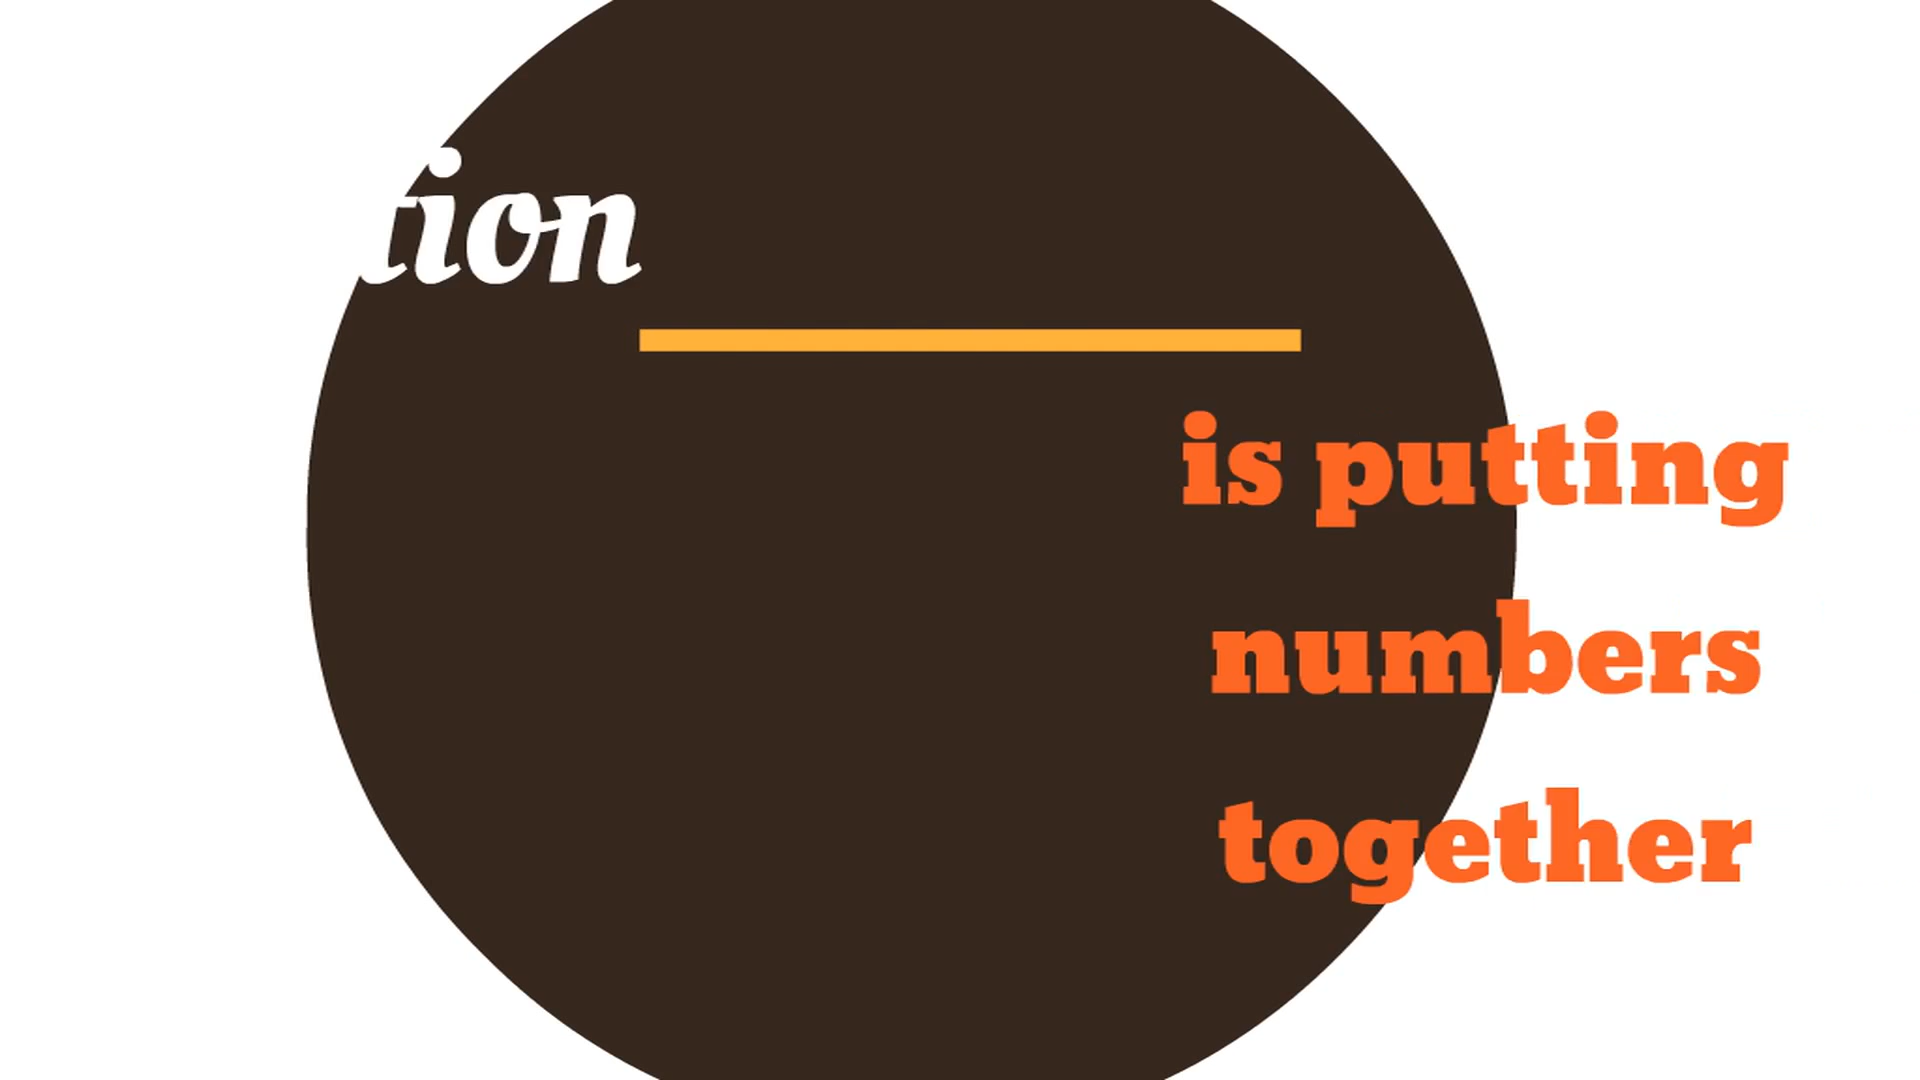 tion
is putting
numbers
together